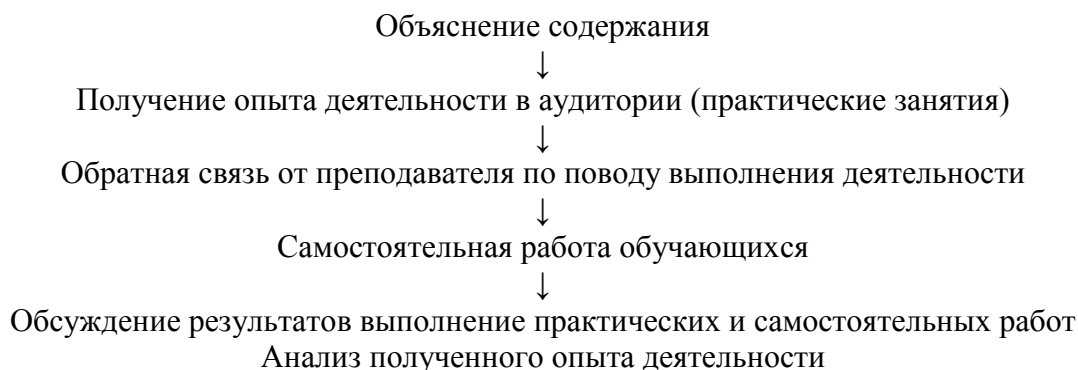 Объяснение содержания
↓
Получение опыта деятельности в аудитории (практические занятия)
↓
Обратная связь от преподавателя по поводу выполнения деятельности
↓
Самостоятельная работа обучающихся
↓
Обсуждение результатов выполнение практических и самостоятельных работ
Анализ полученного опыта деятельности